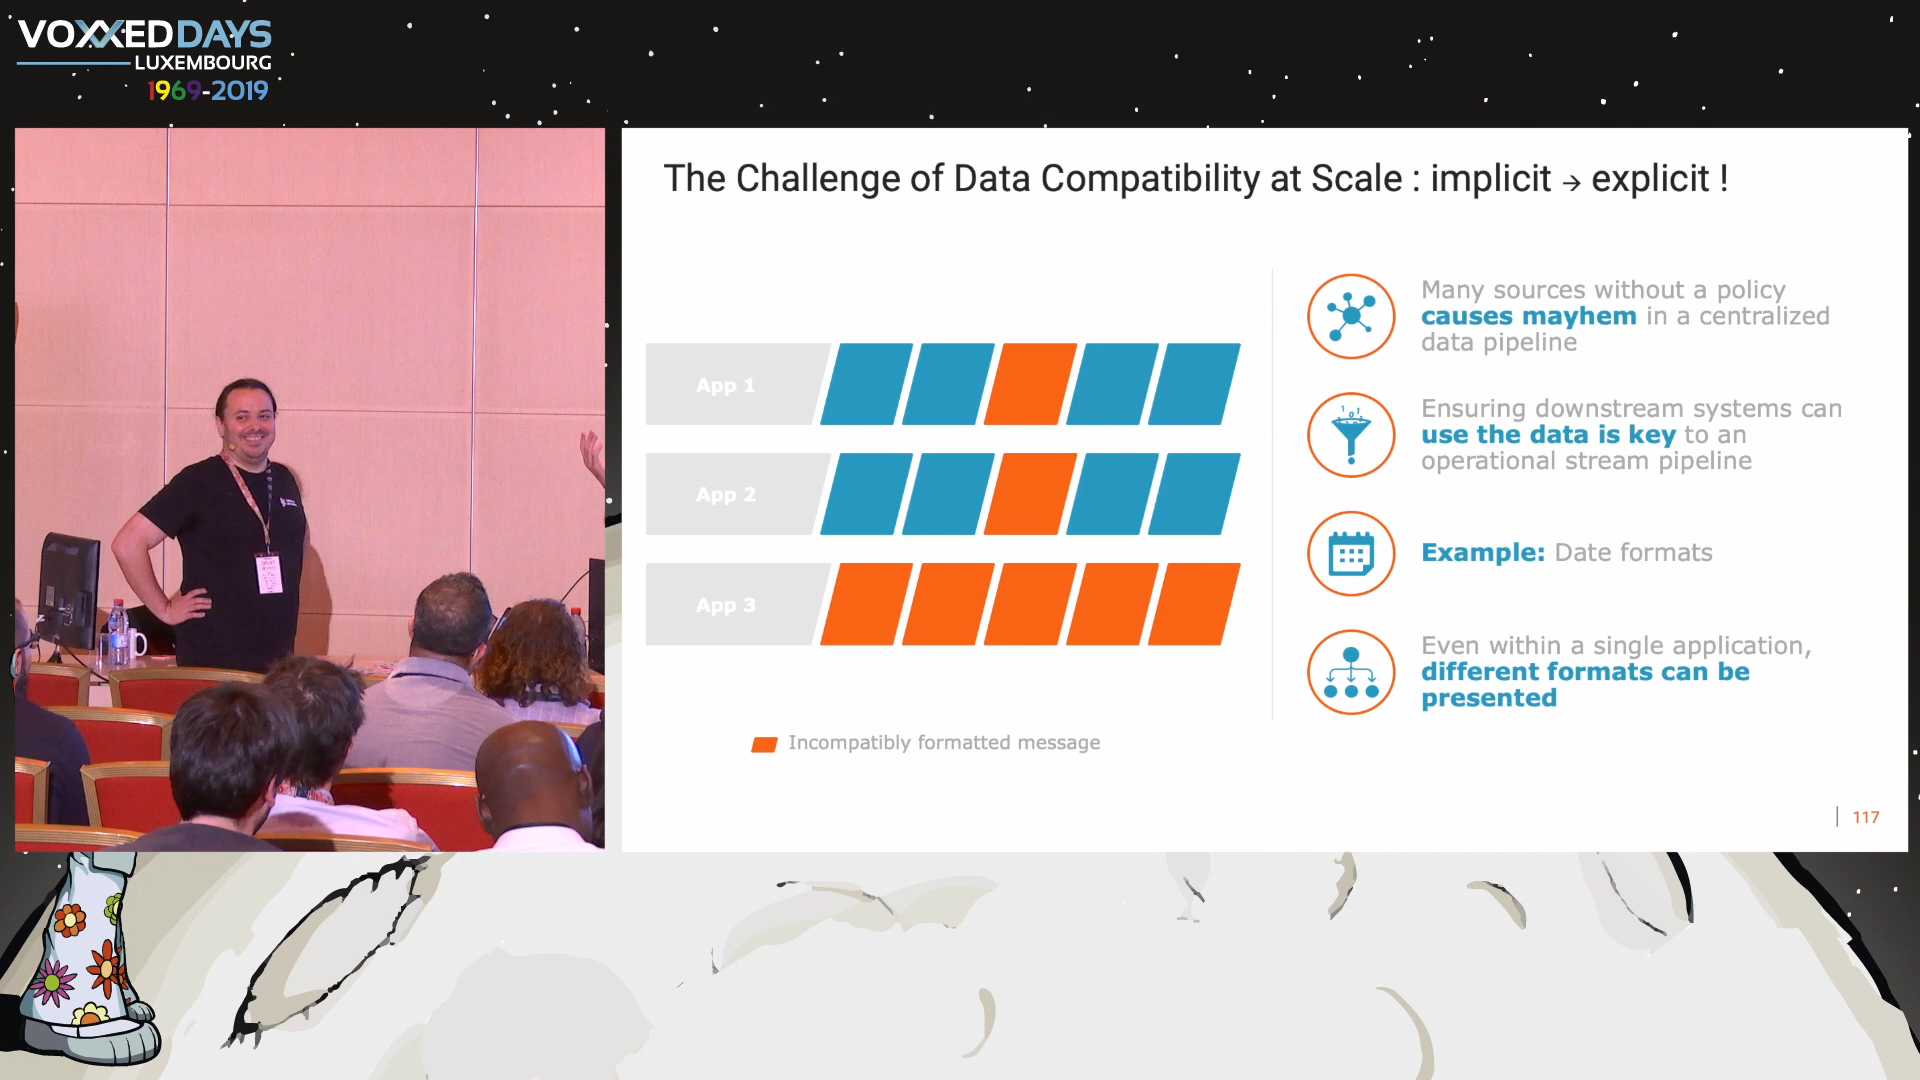 VOXXEDDAYS
LUXEMBOURG
1969-2019
The Challenge of Data Compatibility at Scale : implicit → explicit !
App 1
App 2
App 3
Incompatibly formatted message
Many sources without a policy
causes mayhem in a centralized
data pipeline
Ensuring downstream systems can
use the data is key to an
operational stream pipeline
Example: Date formats
Even within a single application,
different formats can be
presented
117